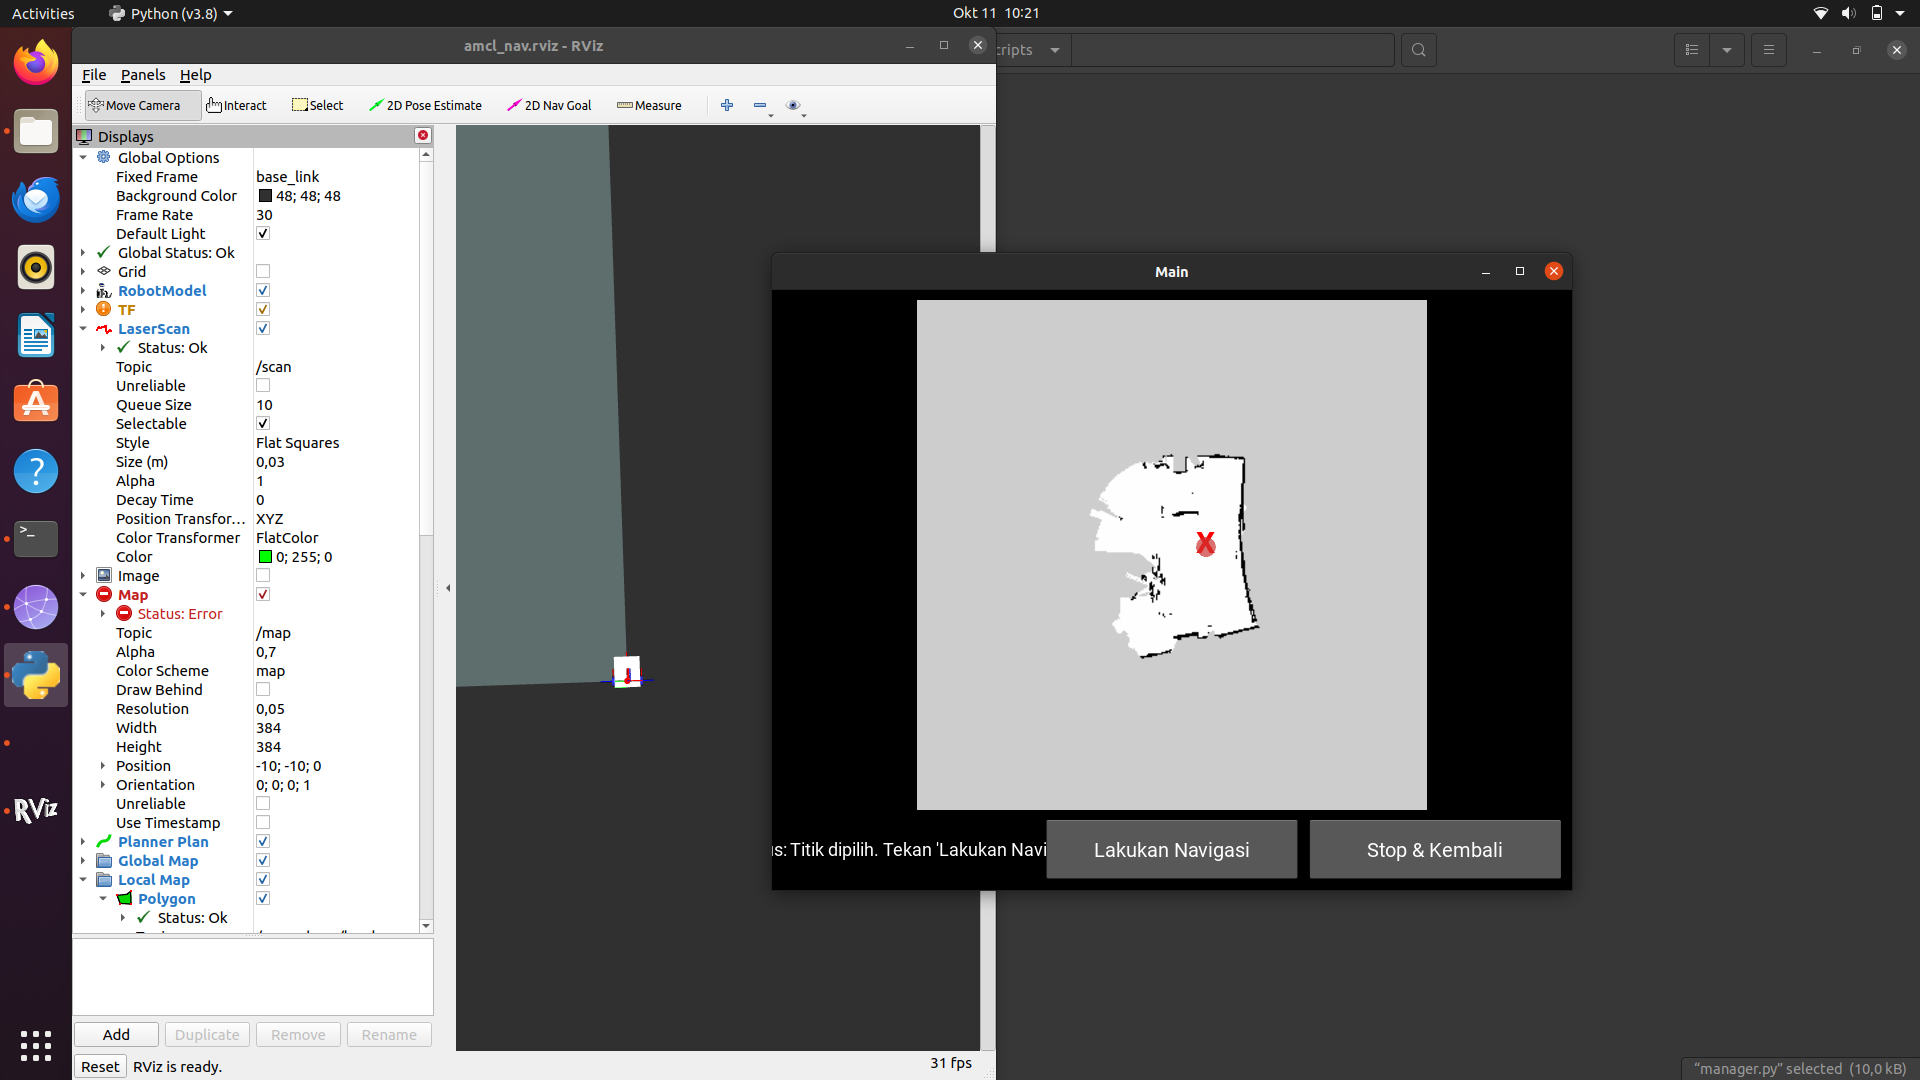 Activities
Python (v3.8)
Okt 11 10:21
amcl_nav.rviz - RViz
File Panels Help
Move Camera Interact Select 2D Pose Estimate 2D Nav Goal Measure
Displays
Global Options
Fixed Frame base_link
Background Color 48; 48; 48
Frame Rate 30
Default Light
Global Status: Ok
Grid
RobotModel
TF
LaserScan
Status: Ok
Topic /scan
Unreliable
Queue Size 10
Selectable
Style Flat Squares
Size (m) 0,03
Alpha 1
Decay Time 0
Position Transfor... XYZ
Color Transformer FlatColor
Color 0; 255; 0
Image
Map
Status: Error
Topic /map
Alpha 0,7
Color Scheme map
Draw Behind
Resolution 0,05
Width 384
Height 384
Position -10; -10; 0
Orientation 0; 0; 0; 1
Unreliable
Use Timestamp
Planner Plan
Global Map
Local Map
Polygon
Status: Ok
Add Duplicate Remove Rename
Reset RViz is ready.
31 fps
cripts
Main
X
us: Titik dipilih. Tekan 'Lakukan Navi
Lakukan Navigasi
Stop & Kembali
"manager.py" selected (10,0 kB)
RViz